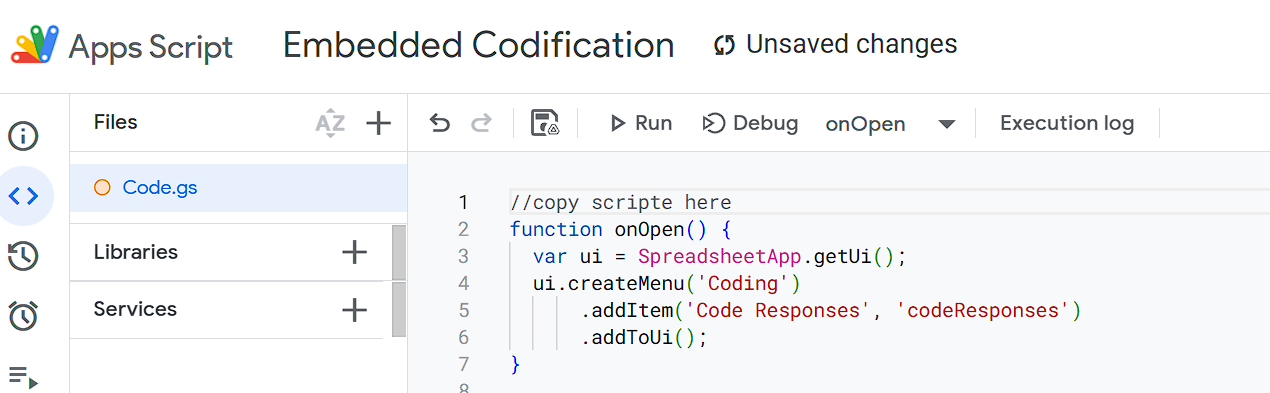 Apps Script Embedded Codification Unsaved changes
Files AZ Run Debug onOpen Execution log
Code.gs
Libraries
Services
1 //copy scripte here
2 function onOpen() {
3 var ui = SpreadsheetApp.getUi();
4 ui.createMenu('Coding')
5 .addItem('Code Responses', 'codeResponses')
6 .addToUi();
7 }
8